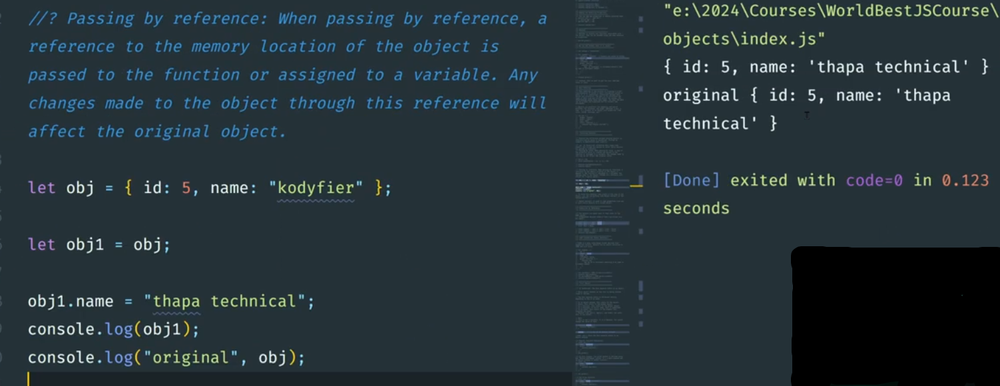 //? Passing by reference: When passing by reference, a
reference to the memory location of the object is
passed to the function or assigned to a variable. Any
changes made to the object through this reference will
affect the original object.
let obj = { id: 5, name: "kodyfier" };
let obj1 = obj;
obj1.name = "thapa technical";
console.log(obj1);
console.log("original", obj);
"e:\2024\Courses\WorldBestJSCourse\
objects\index.js"
{ id: 5, name: 'thapa technical' }
original { id: 5, name: 'thapa
technical' }
[Done] exited with code=0 in 0.123
seconds